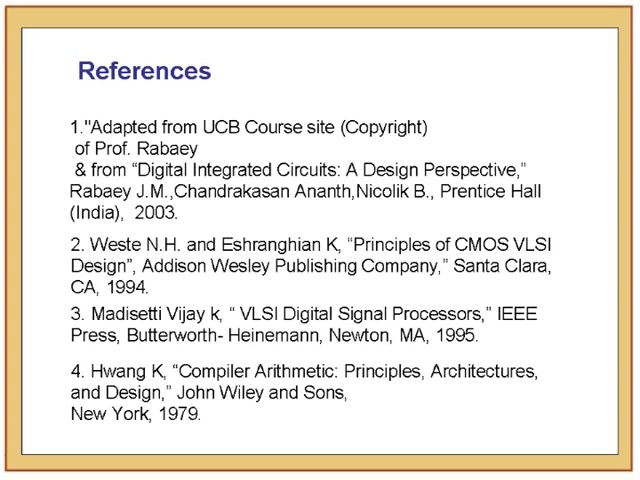 References
1."Adapted from UCB Course site (Copyright)
of Prof. Rabaey
& from “Digital Integrated Circuits: A Design Perspective,”
Rabaey J.M.,Chandrakasan Ananth,Nicolik B., Prentice Hall
(India), 2003.
2. Weste N.H. and Eshranghian K, “Principles of CMOS VLSI
Design”, Addison Wesley Publishing Company,” Santa Clara,
CA, 1994.
3. Madisetti Vijay k, “ VLSI Digital Signal Processors,” IEEE
Press, Butterworth- Heinemann, Newton, MA, 1995.
4. Hwang K, “Compiler Arithmetic: Principles, Architectures,
and Design,” John Wiley and Sons,
New York, 1979.